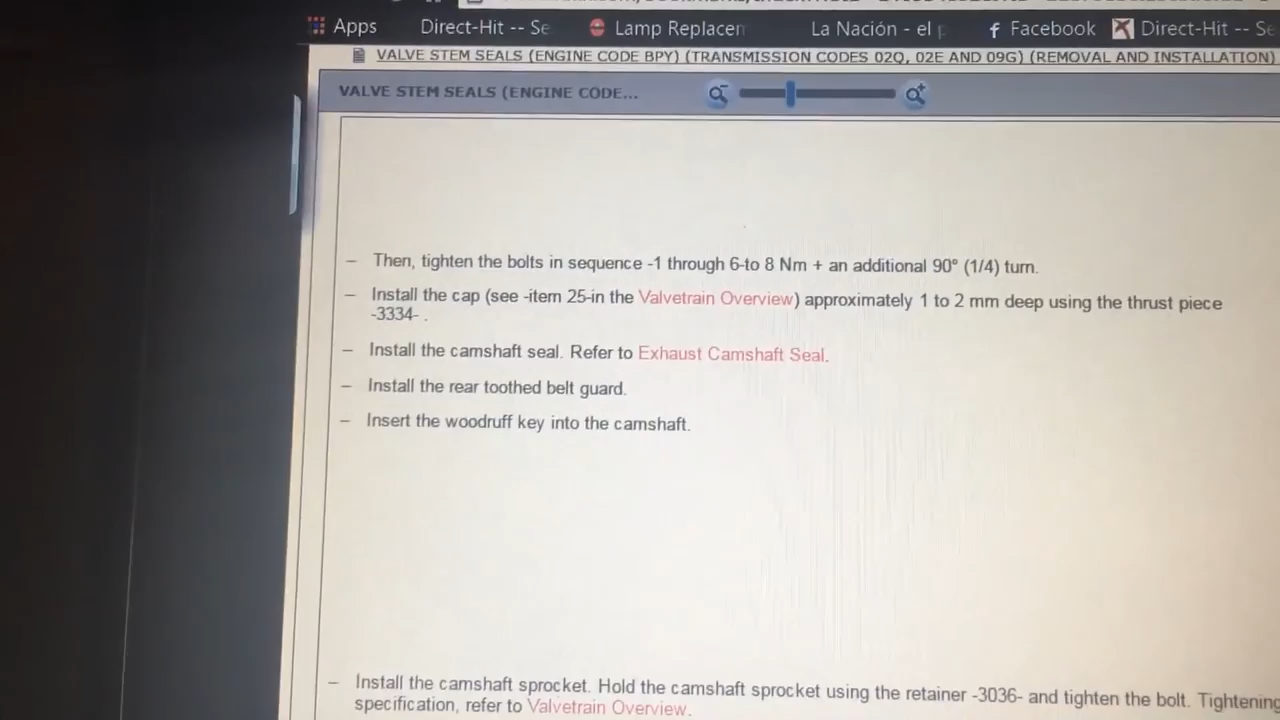 Apps Direct-Hit -- Se Lamp Replacen La Nación - el Facebook Direct-Hit -- Se
VALVE STEM SEALS (ENGINE CODE BPY) (TRANSMISSION CODES 02Q, 02E AND 09G) (REMOVAL AND INSTALLATION)
VALVE STEM SEALS (ENGINE CODE...
– Then, tighten the bolts in sequence -1 through 6-to 8 Nm + an additional 90° (1/4) turn.
– Install the cap (see -item 25-in the Valvetrain Overview) approximately 1 to 2 mm deep using the thrust piece
-3334- .
– Install the camshaft seal. Refer to Exhaust Camshaft Seal.
– Install the rear toothed belt guard.
– Insert the woodruff key into the camshaft.
– Install the camshaft sprocket. Hold the camshaft sprocket using the retainer -3036- and tighten the bolt. Tightening
specification, refer to Valvetrain Overview.